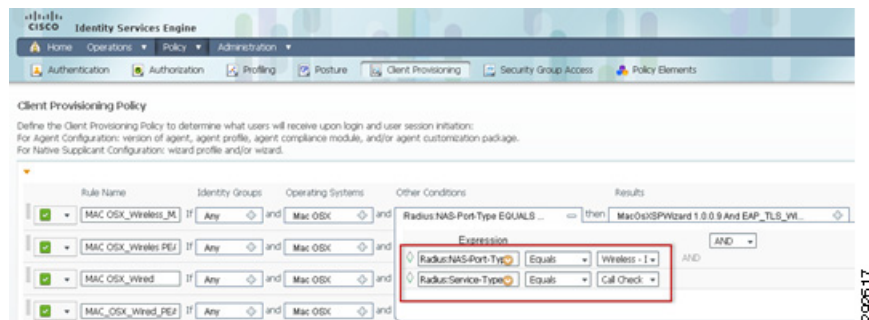 CISCO Identity Services Engine
Home Operations Policy Administration
Authentication Authorization Profiling Posture Client Provisioning Security Group Access Policy Elements
Client Provisioning Policy
Define the Client Provisioning Policy to determine what users will receive upon login and user session initiation:
For Agent Configuration: version of agent, agent profile, agent compliance module, and/or agent customization package.
For Native Supplicant Configuration: wizard profile and/or wizard.
Rule Name Identity Groups Operating Systems Other Conditions Results
MAC OSX_Wireless_M If Any and Mac OSX and Radius:NAS-Port-Type EQUALS ... then MacOsXSPWizard 1.0.0.9 And EAP_TLS_WI...
Expression AND
MAC OSX_Wireles PEA If Any and Mac OSX and Radius:NAS-Port-Typ Equals Wireless - I AND
MAC OSX_Wired If Any and Mac OSX and Radius:Service-Type Equals Call Check
MAC_OSX_Wired_PEA If Any and Mac OSX and
292517